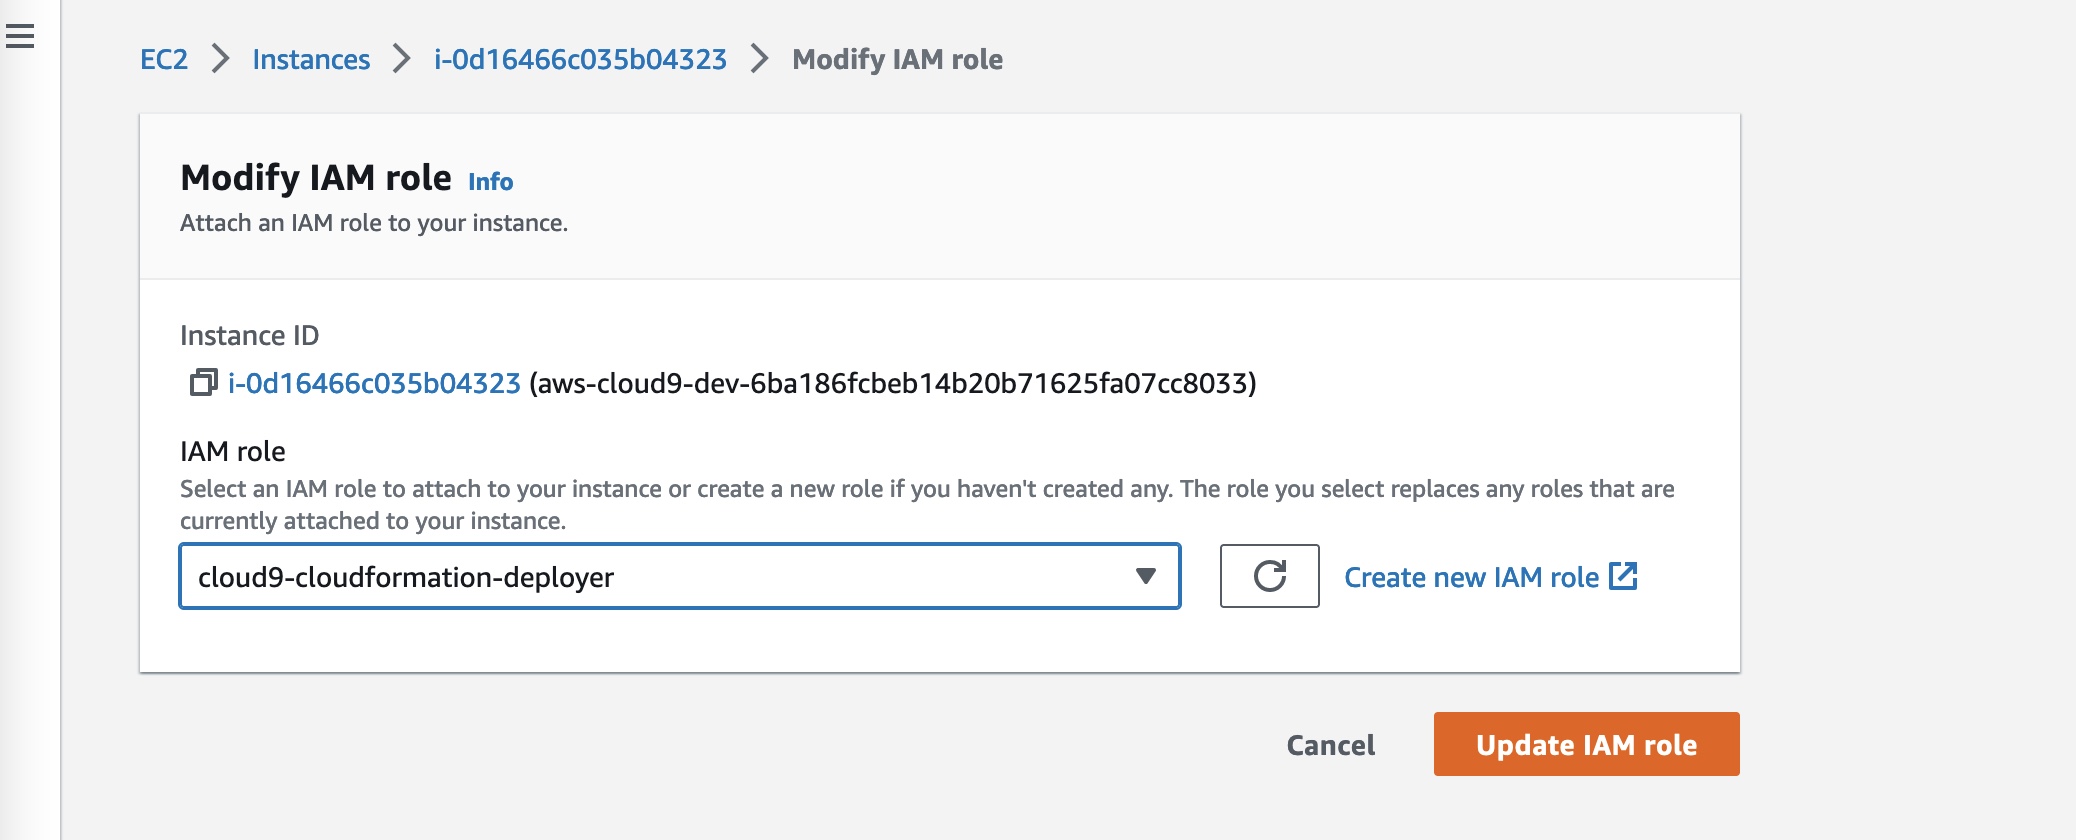 EC2 > Instances > i-0d16466c035b04323 > Modify IAM role
Modify IAM role Info
Attach an IAM role to your instance.
Instance ID
i-0d16466c035b04323 (aws-cloud9-dev-6ba186fcbeb14b20b71625fa07cc8033)
IAM role
Select an IAM role to attach to your instance or create a new role if you haven't created any. The role you select replaces any roles that are
currently attached to your instance.
cloud9-cloudformation-deployer
Create new IAM role
Cancel
Update IAM role